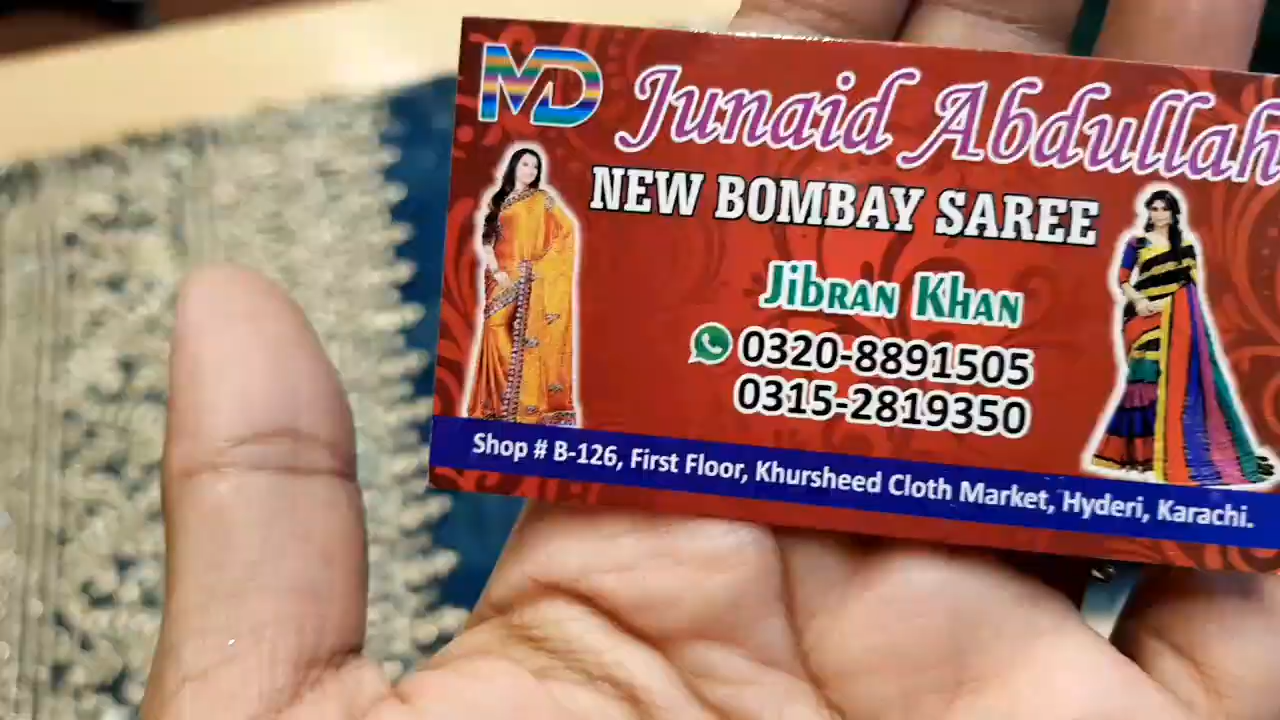 MD
Junaid Abdullah
NEW BOMBAY SAREE
Jibran Khan
0320-8891505
0315-2819350
Shop # B-126, First Floor, Khursheed Cloth Market, Hyderi, Karachi.